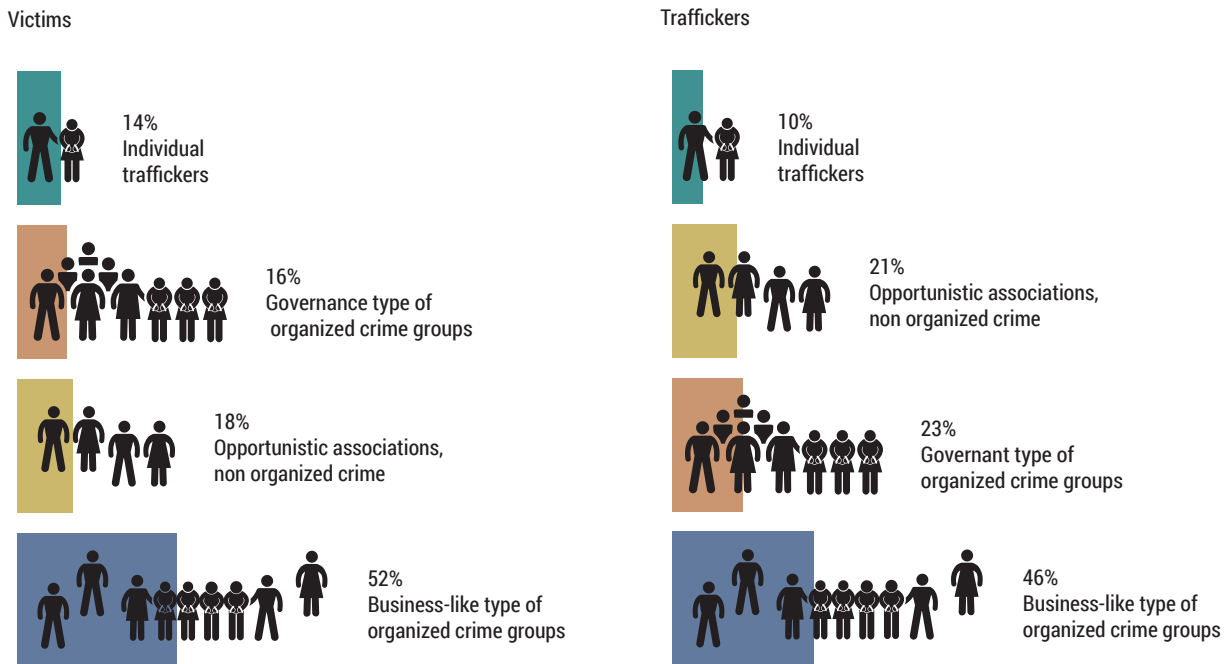 Victims
14%
Individual
traffickers
16%
Governance type of
organized crime groups
18%
Opportunistic associations,
non organized crime
52%
Business-like type of
organized crime groups
Traffickers
10%
Individual
traffickers
21%
Opportunistic associations,
non organized crime
23%
Governant type of
organized crime groups
46%
Business-like type of
organized crime groups